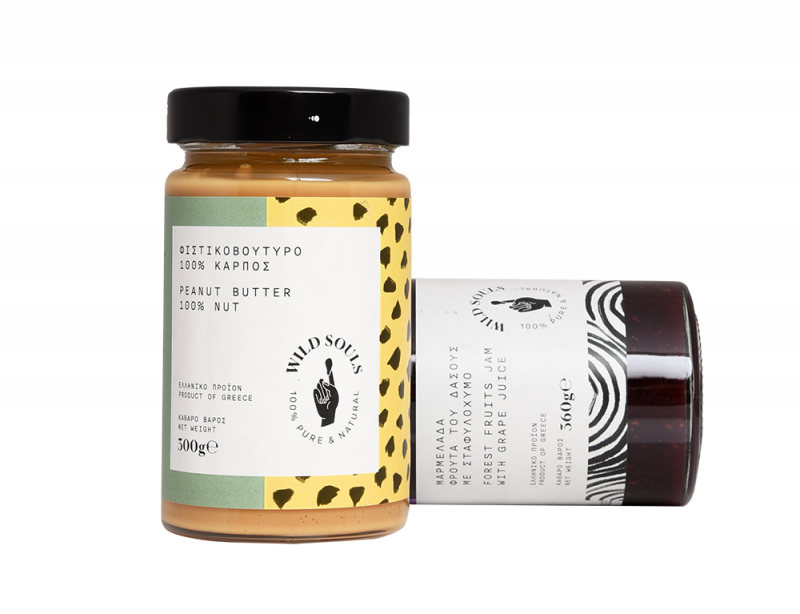 ΦΙΣΤΙΚΟΒΟΥΤΥΡΟ
100% ΚΑΡΠΟΣ
PEANUT BUTTER
100% NUT
WILD SOULS
100% PURE & NATURAL
ΕΛΛΗΝΙΚΟ ΠΡΟΪΟΝ
PRODUCT OF GREECE
ΚΑΘΑΡΟ ΒΑΡΟΣ
NET WEIGHT
300g℮
WILD SOULS
100% PURE & NATURAL
ΜΑΡΜΕΛΑΔΑ
ΦΡΟΥΤΑ ΤΟΥ ΔΑΣΟΥΣ
ΜΕ ΣΤΑΦΥΛΟΧΥΜΟ
FOREST FRUITS JAM
WITH GRAPE JUICE
ΕΛΛΗΝΙΚΟ ΠΡΟΪΟΝ
PRODUCT OF GREECE
ΚΑΘΑΡΟ ΒΑΡΟΣ
NET WEIGHT
360g℮